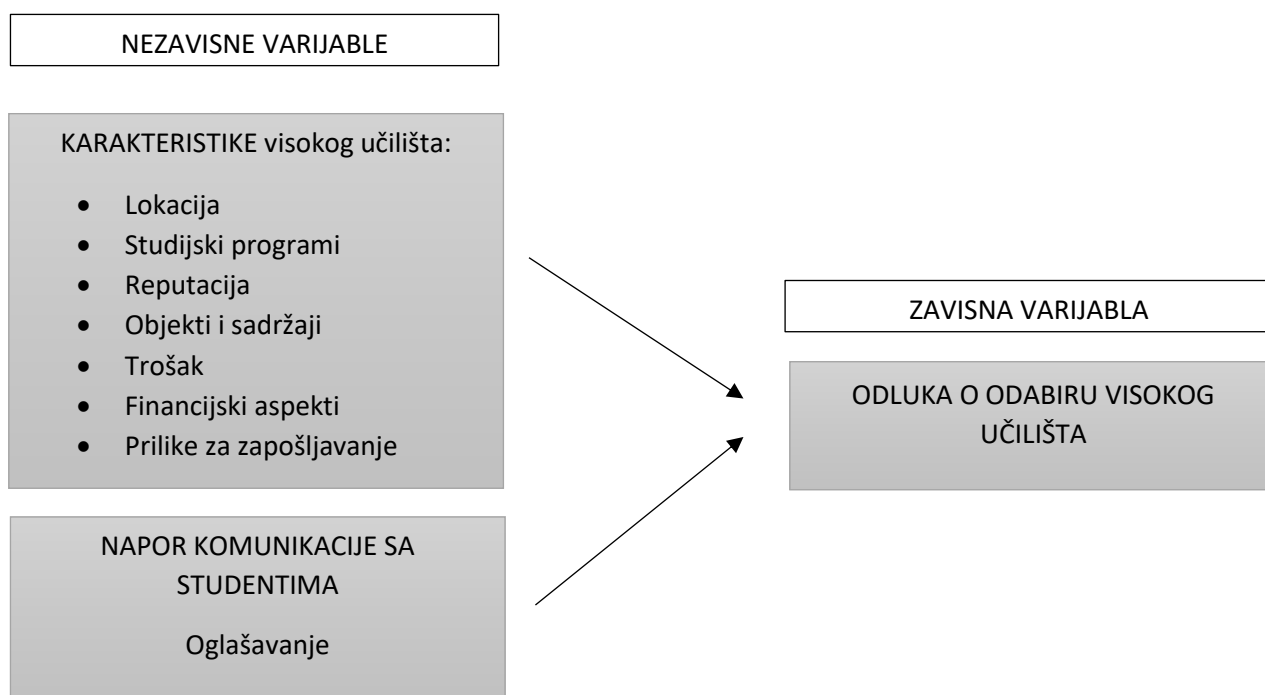 NEZAVISNE VARIJABLE
KARAKTERISTIKE visokog učilišta:
• Lokacija
• Studijski programi
• Reputacija
• Objekti i sadržaji
• Trošak
• Financijski aspekti
• Prilike za zapošljavanje
NAPOR KOMUNIKACIJE SA
STUDENTIMA
Oglašavanje
ZAVISNA VARIJABLA
ODLUKA O ODABIRU VISOKOG
UČILIŠTA